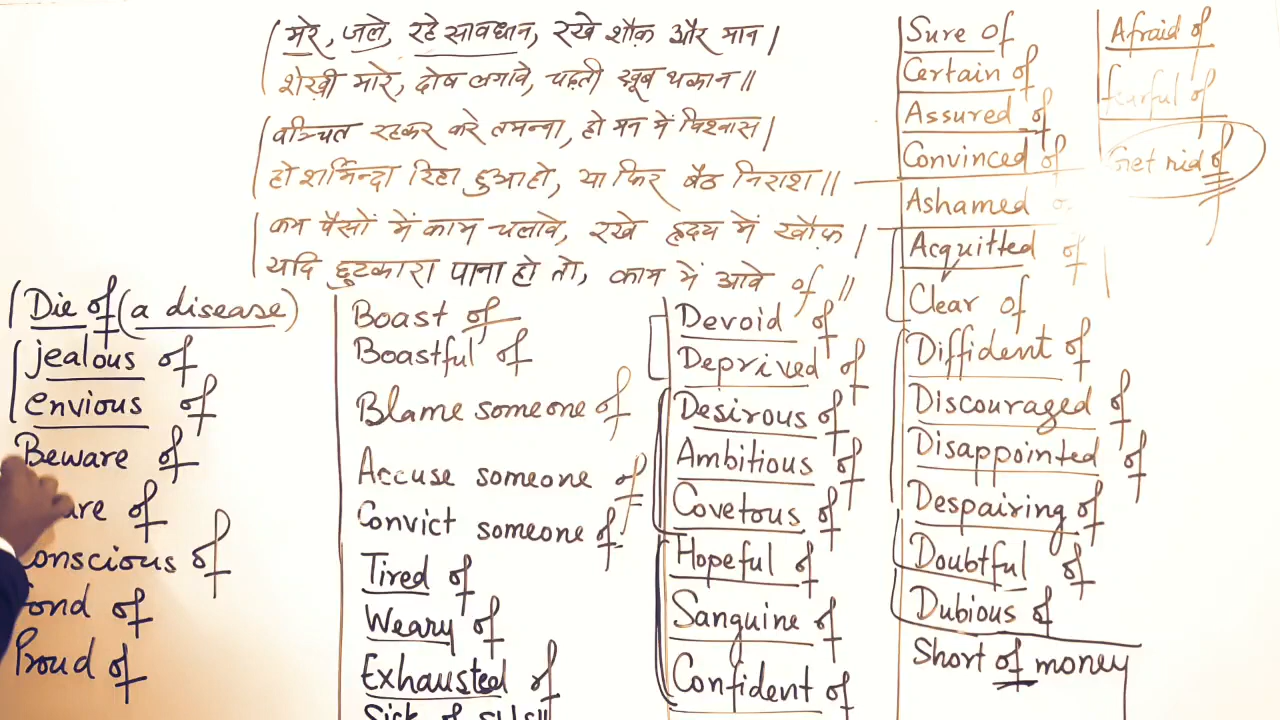 मरे, जले, रहे सावधान, रखे शौक़ और मान |
शेख़ी मारे, दोष लगावे, चढ़ती खूब थकान ||
वञ्चित रहकर करे तमन्ना, हो मन में विश्वास |
हो शर्मिन्दा रिहा हुआ हो, या फिर बैठे निराश ||
कम पैसों में काम चलावे, रखे हृदय में खौफ़ |
यदि छुटकारा पाना हो तो, काम में आवे of ||
Die of (a disease)
jealous of
envious of
Beware of
of
Conscious of
fond of
Proud of
Boast of
Boastful of
Blame someone of
Accuse someone of
Convict someone of
Tired of
Weary of
Exhausted of
Sick of
Devoid of
Deprived of
Desirous of
Ambitious of
Covetous of
Hopeful of
Sanguine of
Confident of
Sure of
Certain of
Assured of
Convinced of
Ashamed
Acquitted of
Clear of
Diffident of
Discouraged of
Disappointed of
Despairing of
Doubtful of
Dubious of
Short of money
Afraid of
fearful of
Get rid of